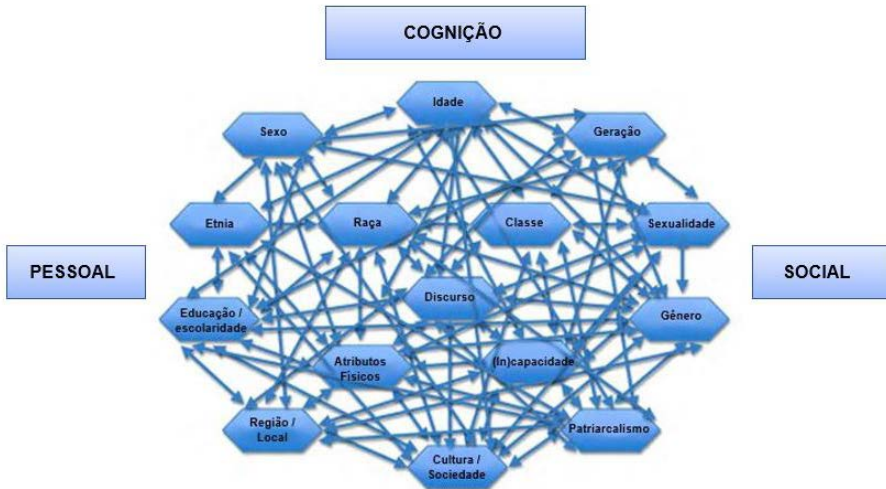 COGNIÇÃO
Idade
Sexo
Geração
Etnia
Raça
Classe
Sexualidade
PESSOAL
SOCIAL
Discurso
Educação /
escolaridade
Gênero
Atributos
Físicos
(In)capacidade
Região /
Local
Patriarcalismo
Cultura /
Sociedade